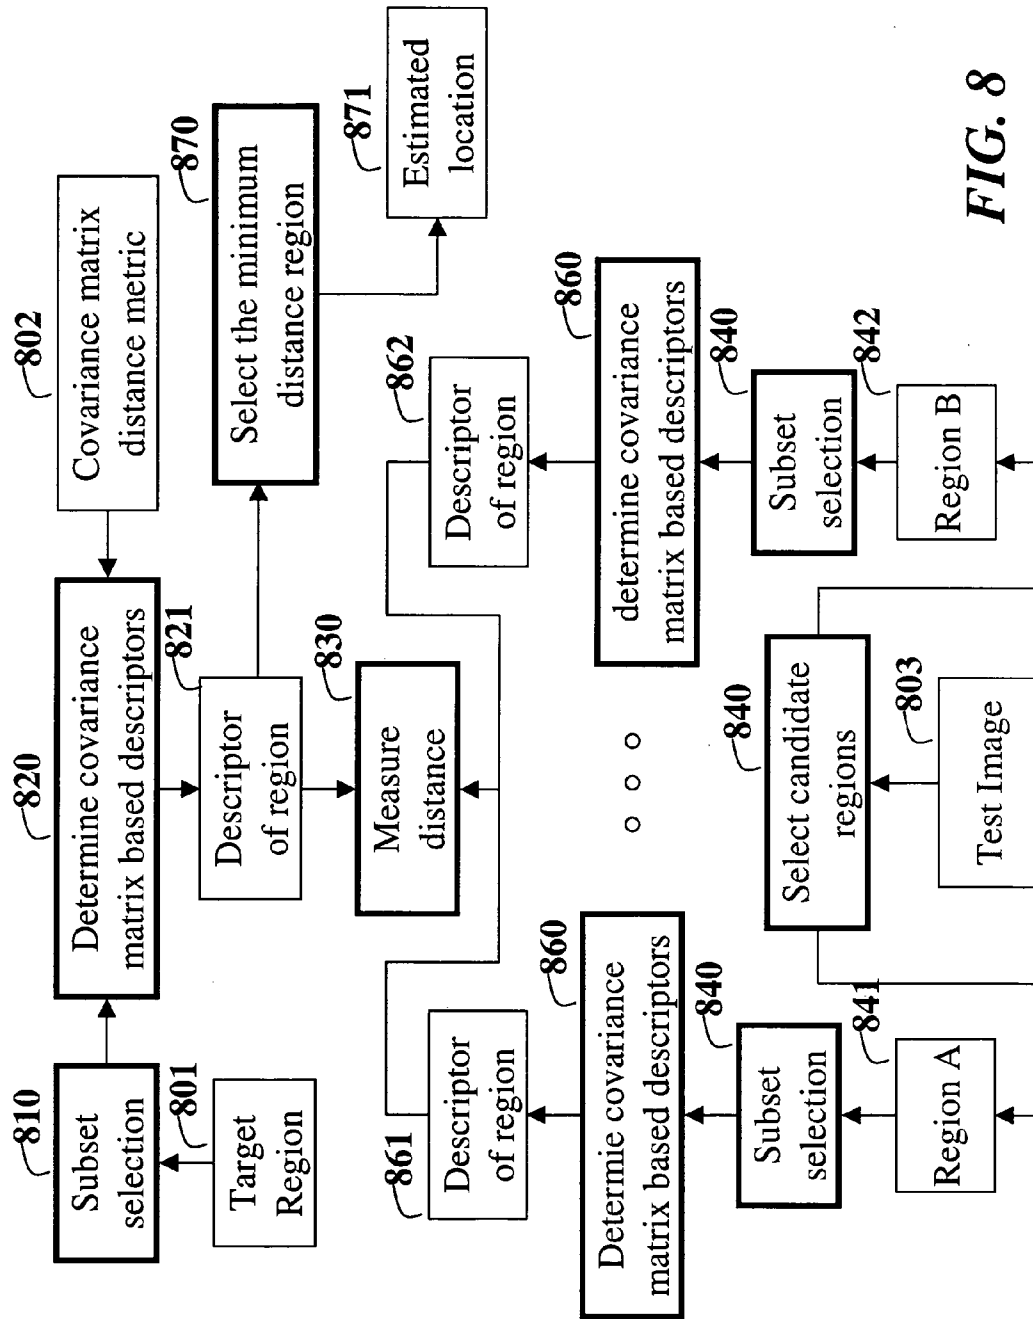 810
Subset
selection
801
Target
Region
820
Determine covariance
matrix based descriptors
802
Covariance matrix
distance metric
821
Descriptor
of region
830
Measure
distance
870
Select the minimum
distance region
871
Estimated
location
861
Descriptor
of region
862
Descriptor
of region
860
Determie covariance
matrix based descriptors
860
determine covariance
matrix based descriptors
840
Subset
selection
840
Select candidate
regions
840
Subset
selection
841
Region A
803
Test Image
842
Region B
FIG. 8